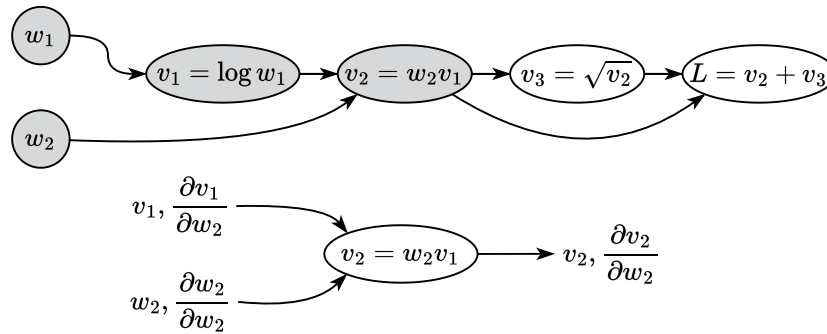 w₁
v₁ = log w₁
v₂ = w₂v₁
v₃ = √v₂
L = v₂ + v₃
w₂
v₁, ∂v₁/∂w₂
v₂ = w₂v₁
v₂, ∂v₂/∂w₂
w₂, ∂w₂/∂w₂